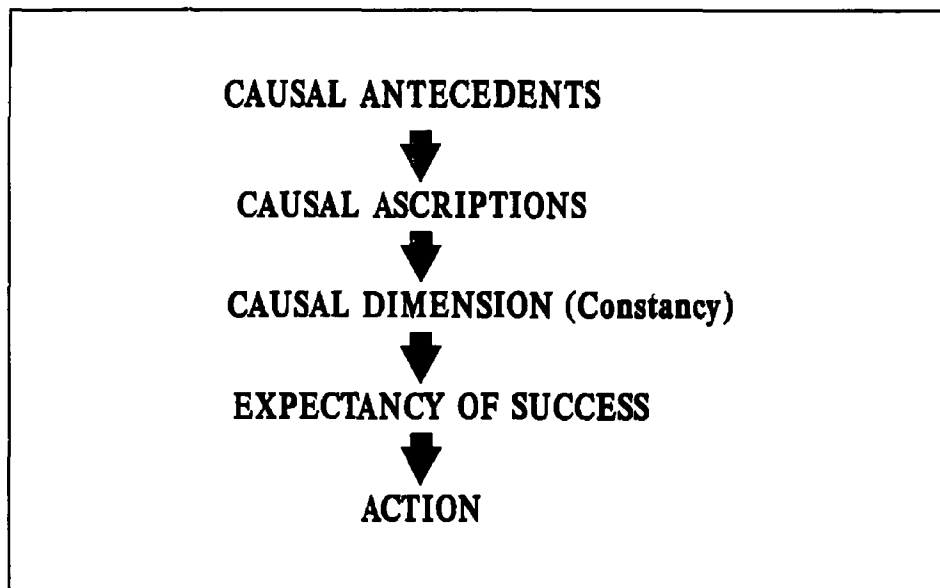 CAUSAL ANTECEDENTS
CAUSAL ASCRIPTIONS
CAUSAL DIMENSION (Constancy)
EXPECTANCY OF SUCCESS
ACTION